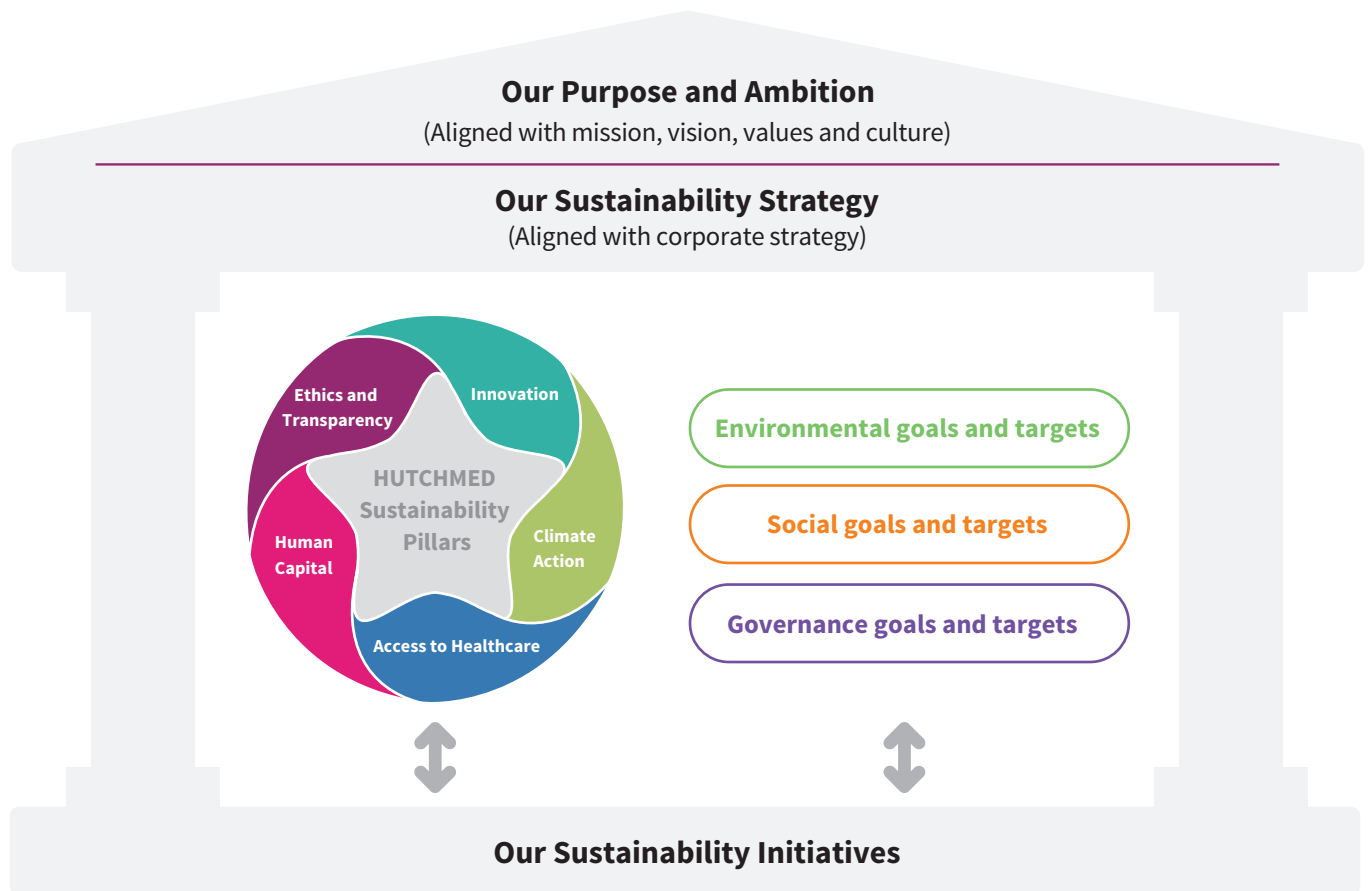 Our Purpose and Ambition
(Aligned with mission, vision, values and culture)
Our Sustainability Strategy
(Aligned with corporate strategy)
Ethics and
Transparency
Innovation
HUTCHMED
Sustainability
Pillars
Human
Capital
Climate
Action
Access to Healthcare
Environmental goals and targets
Social goals and targets
Governance goals and targets
Our Sustainability Initiatives